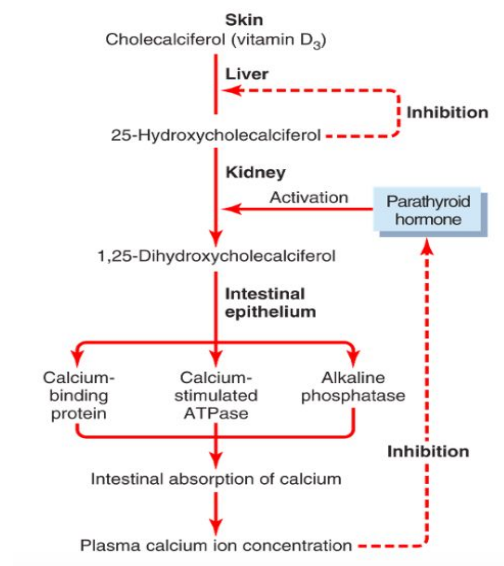 Skin
Cholecalciferol (vitamin D₃)
Liver
Inhibition
25-Hydroxycholecalciferol
Kidney
Activation
Parathyroid
hormone
1,25-Dihydroxycholecalciferol
Intestinal
epithelium
Calcium-
binding
protein
Calcium-
stimulated
ATPase
Alkaline
phosphatase
Inhibition
Intestinal absorption of calcium
Plasma calcium ion concentration